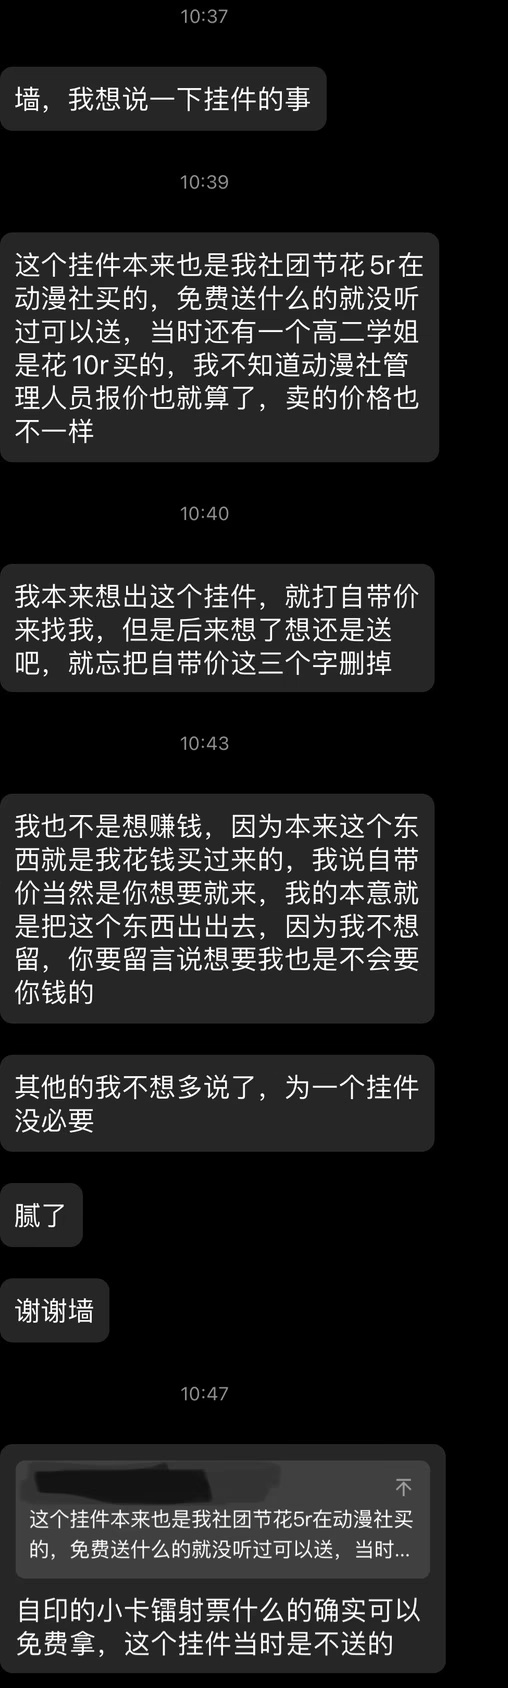 10:37
墙，我想说一下挂件的事
10:39
这个挂件本来也是我社团节花5r在
动漫社买的，免费送什么的就没听
过可以送，当时还有一个高二学姐
是花10r买的，我不知道动漫社管
理人员报价也就算了，卖的价格也
不一样
10:40
我本来想出这个挂件，就打自带价
来找我，但是后来想了想还是送
吧，就忘把自带价这三个字删掉
10:43
我也不是想赚钱，因为本来这个东
西就是我花钱买过来的，我说自带
价当然是你想要就来，我的本意就
是把这个东西出出去，因为我不想
留，你要留言说想要我也是不会要
你钱的
其他的我不想多说了，为一个挂件
没必要
腻了
谢谢墙
10:47
这个挂件本来也是我社团节花5r在动漫社买
的，免费送什么的就没听过可以送，当时...
自印的小卡镭射票什么的确实可以
免费拿，这个挂件当时是不送的